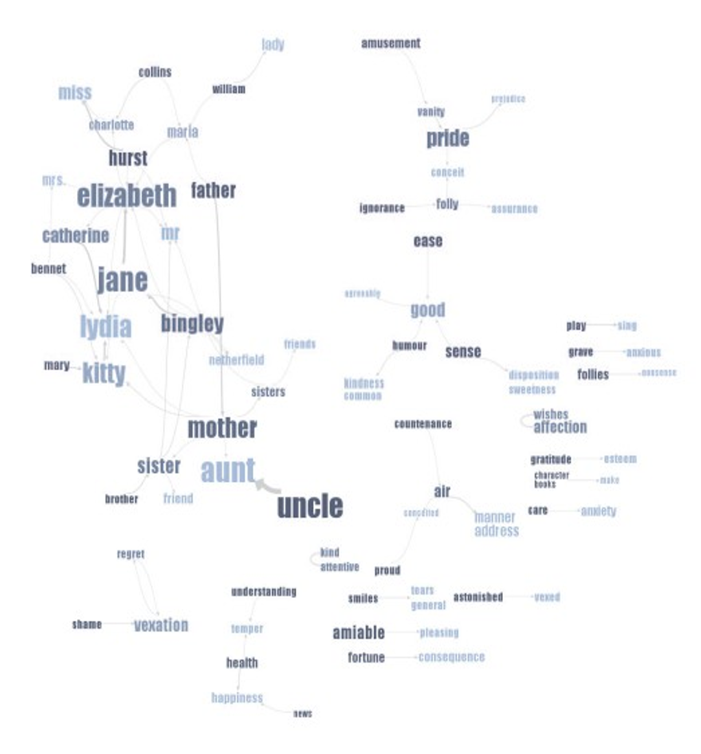 lady
amusement
collins
william
miss
prejudice
charlotte
maria
vanity
pride
hurst
conceit
mrs.
elizabeth
father
ignorance
folly
assurance
catherine
mr
ease
bennet
jane
agreeable
good
lydia
bingley
play
sing
friends
humour
sense
grave
anxious
netherfield
mary
kitty
follies
nonsense
kindness
common
disposition
sweetness
sisters
wishes
affection
mother
countenance
sister
aunt
gratitude
esteem
character
books
make
brother
friend
uncle
air
conceited
manner
address
care
anxiety
regret
kind
attentive
proud
understanding
smiles
tears
general
astonished
vexed
shame
vexation
temper
amiable
pleasing
health
fortune
consequence
happiness
news